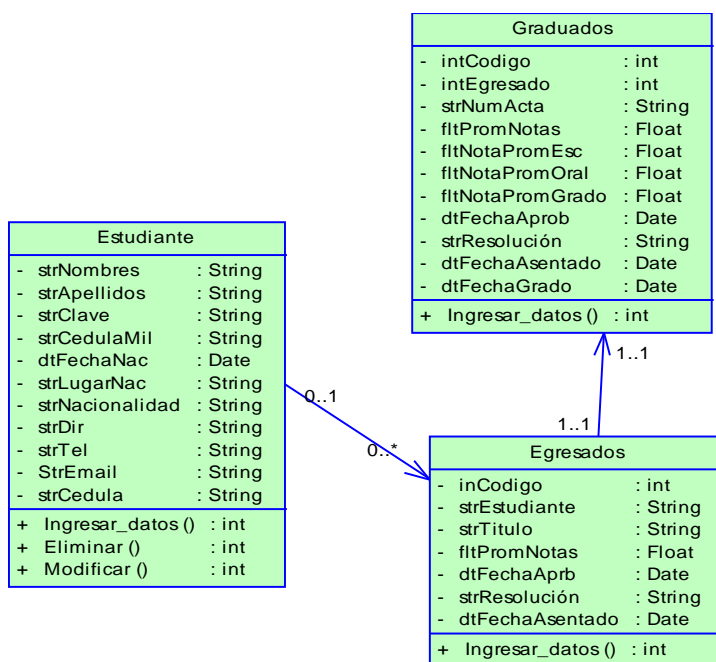 Graduados
- intCodigo : int
- intEgresado : int
- strNumActa : String
- fltPromNotas : Float
- fltNotaPromEsc : Float
- fltNotaPromOral : Float
- fltNotaPromGrado : Float
- dtFechaAprob : Date
- strResolución : String
- dtFechaAsentado : Date
- dtFechaGrado : Date
+ Ingresar_datos () : int
Estudiante
- strNombres : String
- strApellidos : String
- strClave : String
- strCedulaMil : String
- dtFechaNac : Date
- strLugarNac : String
- strNacionalidad : String
- strDir : String
- strTel : String
- StrEmail : String
- strCedula : String
+ Ingresar_datos () : int
+ Eliminar () : int
+ Modificar () : int
0..1
0..*
1..1
1..1
Egresados
- inCodigo : int
- strEstudiante : String
- strTitulo : String
- fltPromNotas : Float
- dtFechaAprb : Date
- strResolución : String
- dtFechaAsentado : Date
+ Ingresar_datos () : int